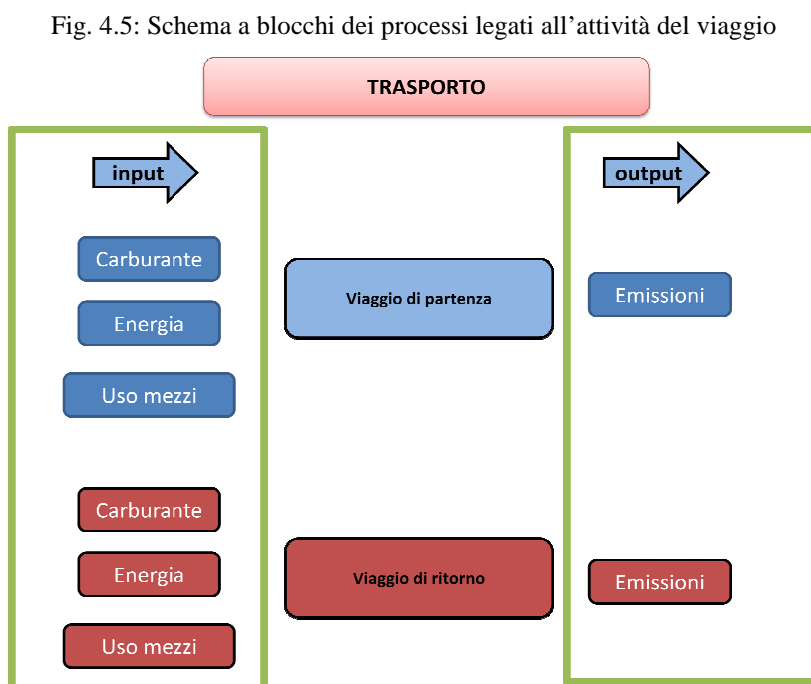 Fig. 4.5: Schema a blocchi dei processi legati all'attività del viaggio
TRASPORTO
input
output
Carburante
Energia
Uso mezzi
Viaggio di partenza
Emissioni
Carburante
Energia
Uso mezzi
Viaggio di ritorno
Emissioni